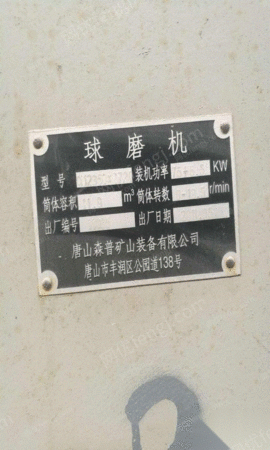 球磨机
型号 装机功率 KW
筒体容积 m³ 筒体转数 r/min
出厂编号 出厂日期
唐山森普矿山装备有限公司
唐山市丰润区公园道138号